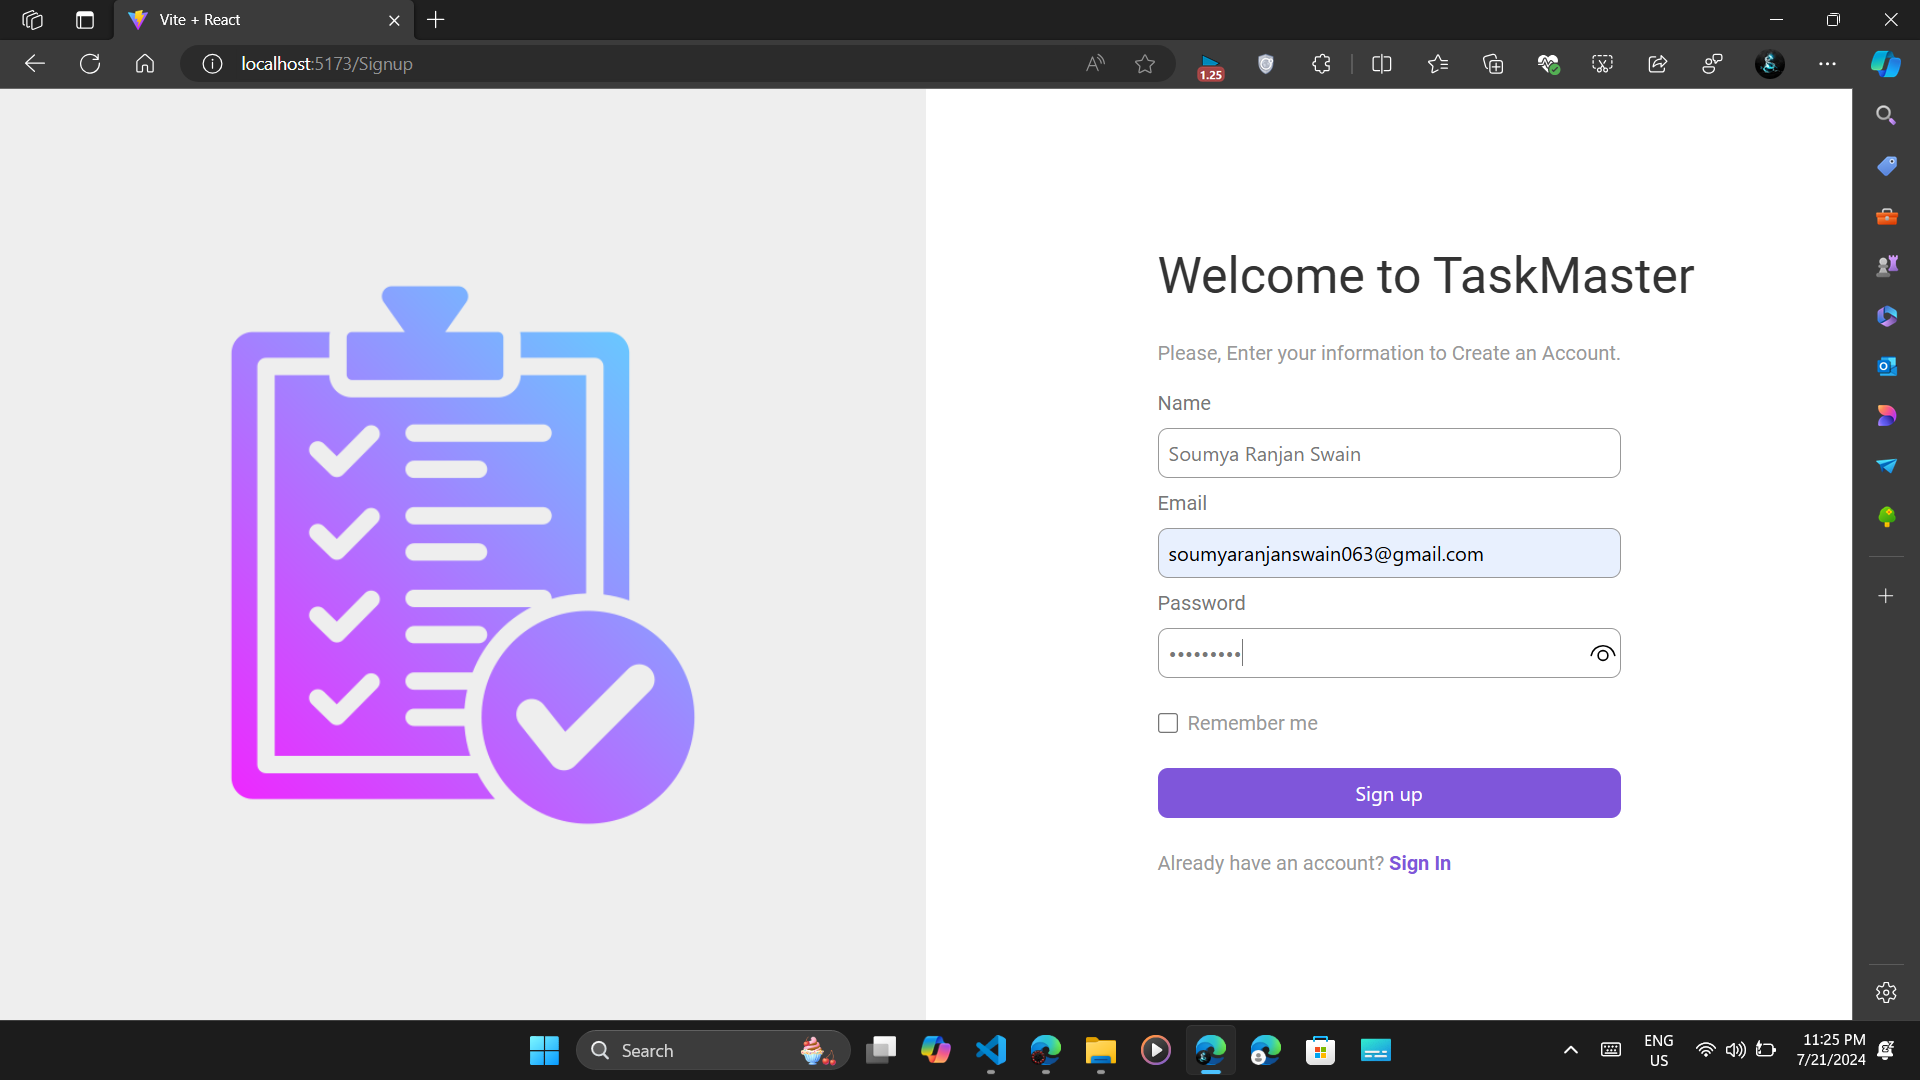 Vite + React
localhost:5173/Signup
1.25
Welcome to TaskMaster
Please, Enter your information to Create an Account.
Name
Soumya Ranjan Swain
Email
soumyaranjanswain063@gmail.com
Password
•••••••••
Remember me
Sign up
Already have an account? Sign In
Search
ENG
US
11:25 PM
7/21/2024